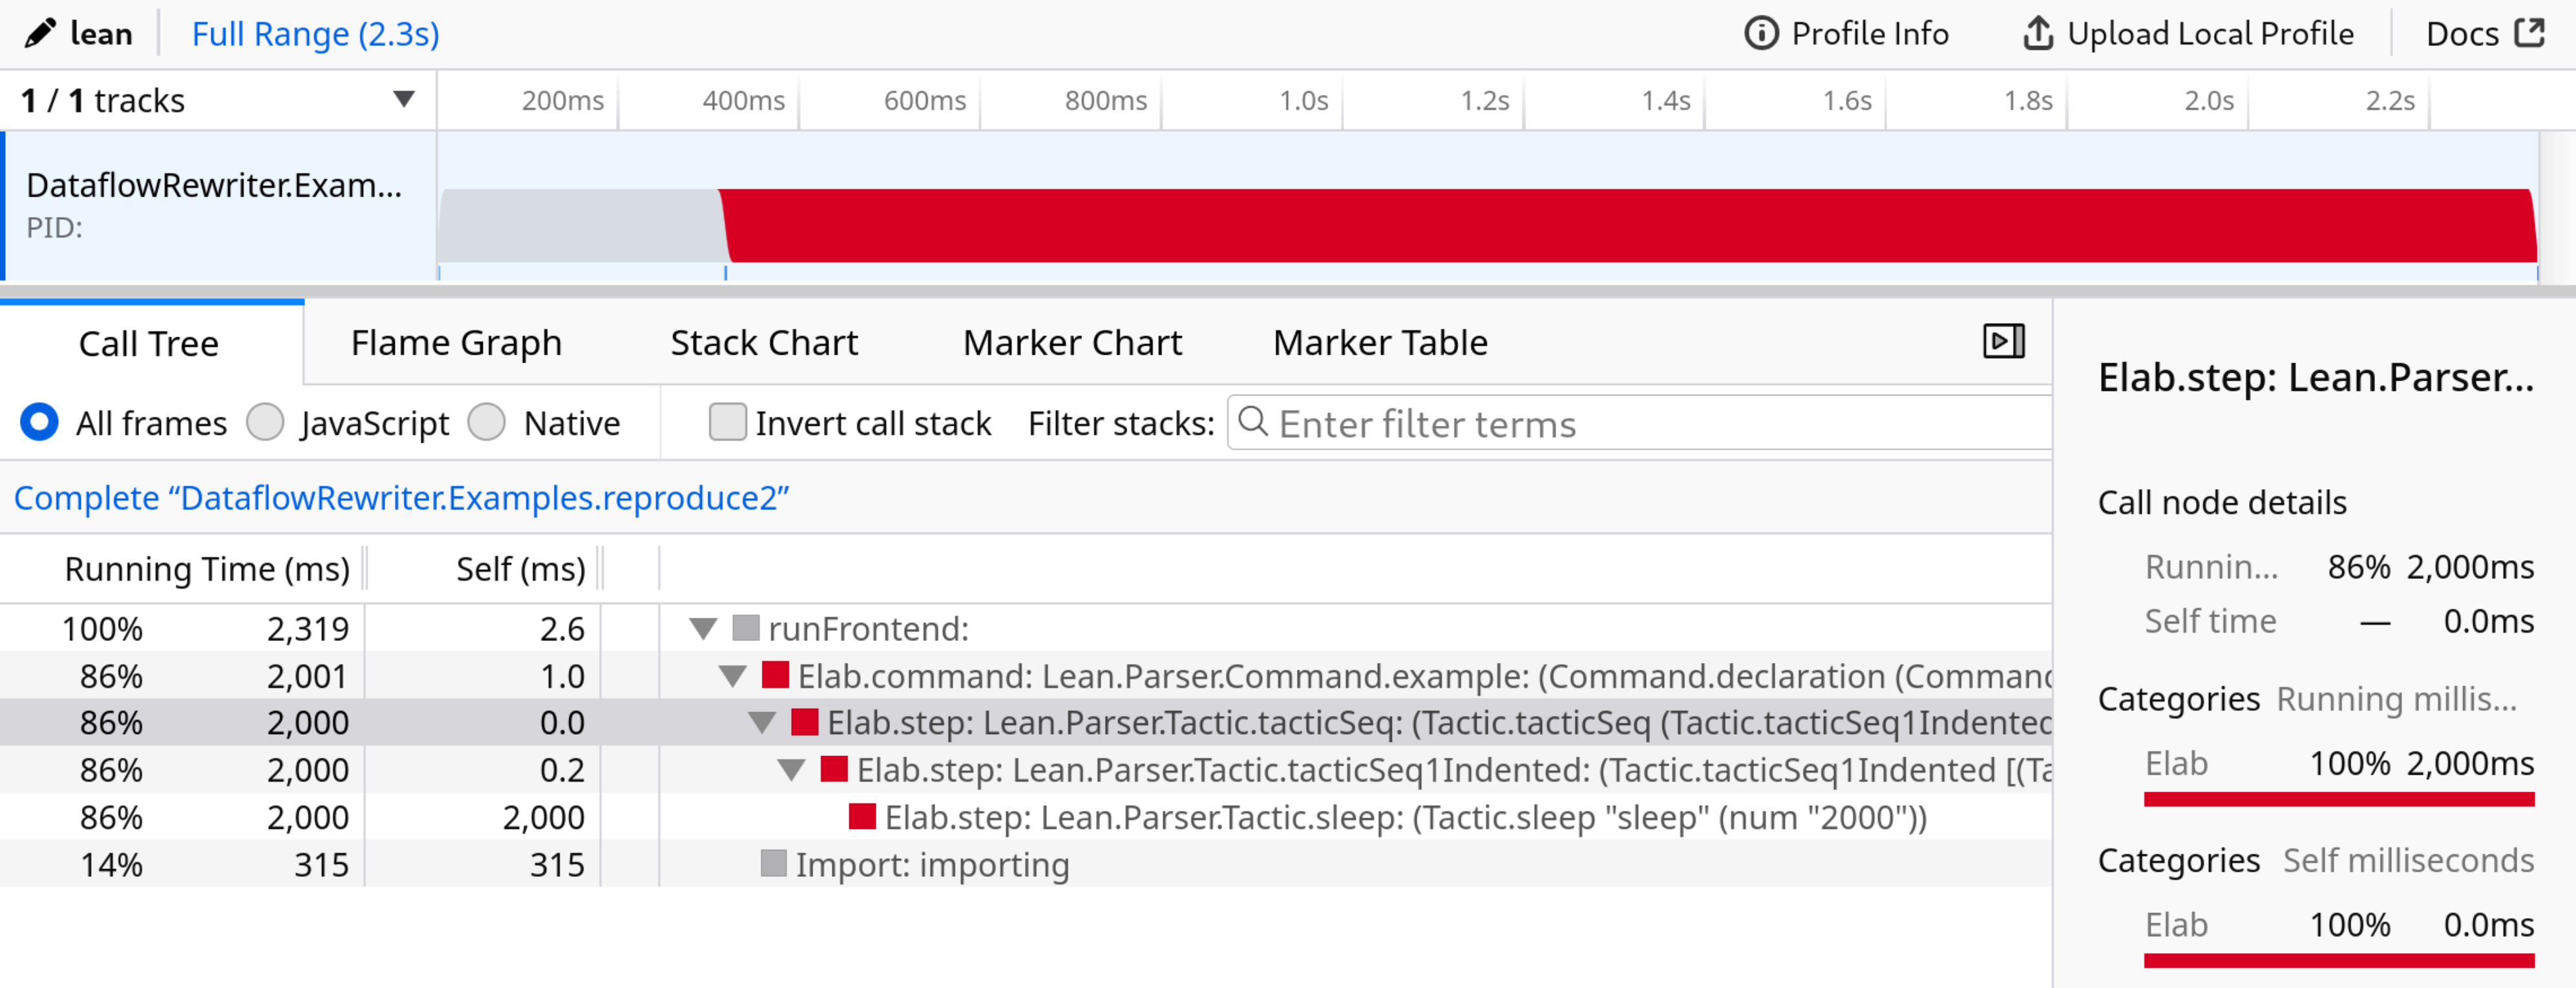 lean Full Range (2.3s) Profile Info Upload Local Profile Docs
1 / 1 tracks 200ms 400ms 600ms 800ms 1.0s 1.2s 1.4s 1.6s 1.8s 2.0s 2.2s
DataflowRewriter.Exam...
PID:
Call Tree Flame Graph Stack Chart Marker Chart Marker Table
All frames JavaScript Native Invert call stack Filter stacks: Enter filter terms
Complete “DataflowRewriter.Examples.reproduce2”
Running Time (ms) Self (ms)
100% 2,319 2.6 runFrontend:
86% 2,001 1.0 Elab.command: Lean.Parser.Command.example: (Command.declaration (Command
86% 2,000 0.0 Elab.step: Lean.Parser.Tactic.tacticSeq: (Tactic.tacticSeq (Tactic.tacticSeq1Indented
86% 2,000 0.2 Elab.step: Lean.Parser.Tactic.tacticSeq1Indented: (Tactic.tacticSeq1Indented [(Ta
86% 2,000 2,000 Elab.step: Lean.Parser.Tactic.sleep: (Tactic.sleep "sleep" (num "2000"))
14% 315 315 Import: importing
Elab.step: Lean.Parser...
Call node details
Runnin... 86% 2,000ms
Self time — 0.0ms
Categories Running millis...
Elab 100% 2,000ms
Categories Self milliseconds
Elab 100% 0.0ms